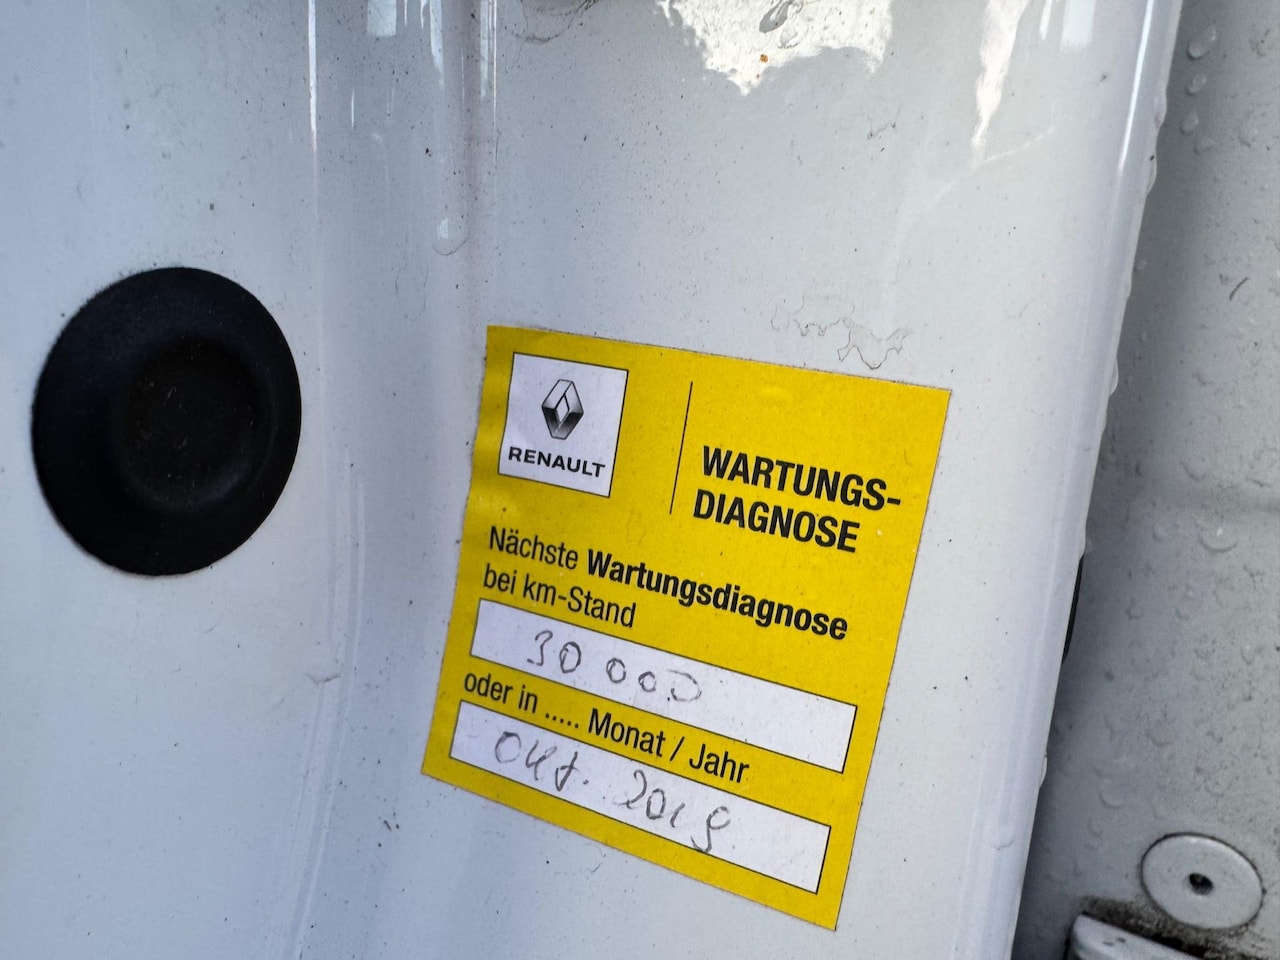 RENAULT
WARTUNGS-
DIAGNOSE
Nächste Wartungsdiagnose
bei km-Stand
30 000
oder in ..... Monat / Jahr
Okt. 2019